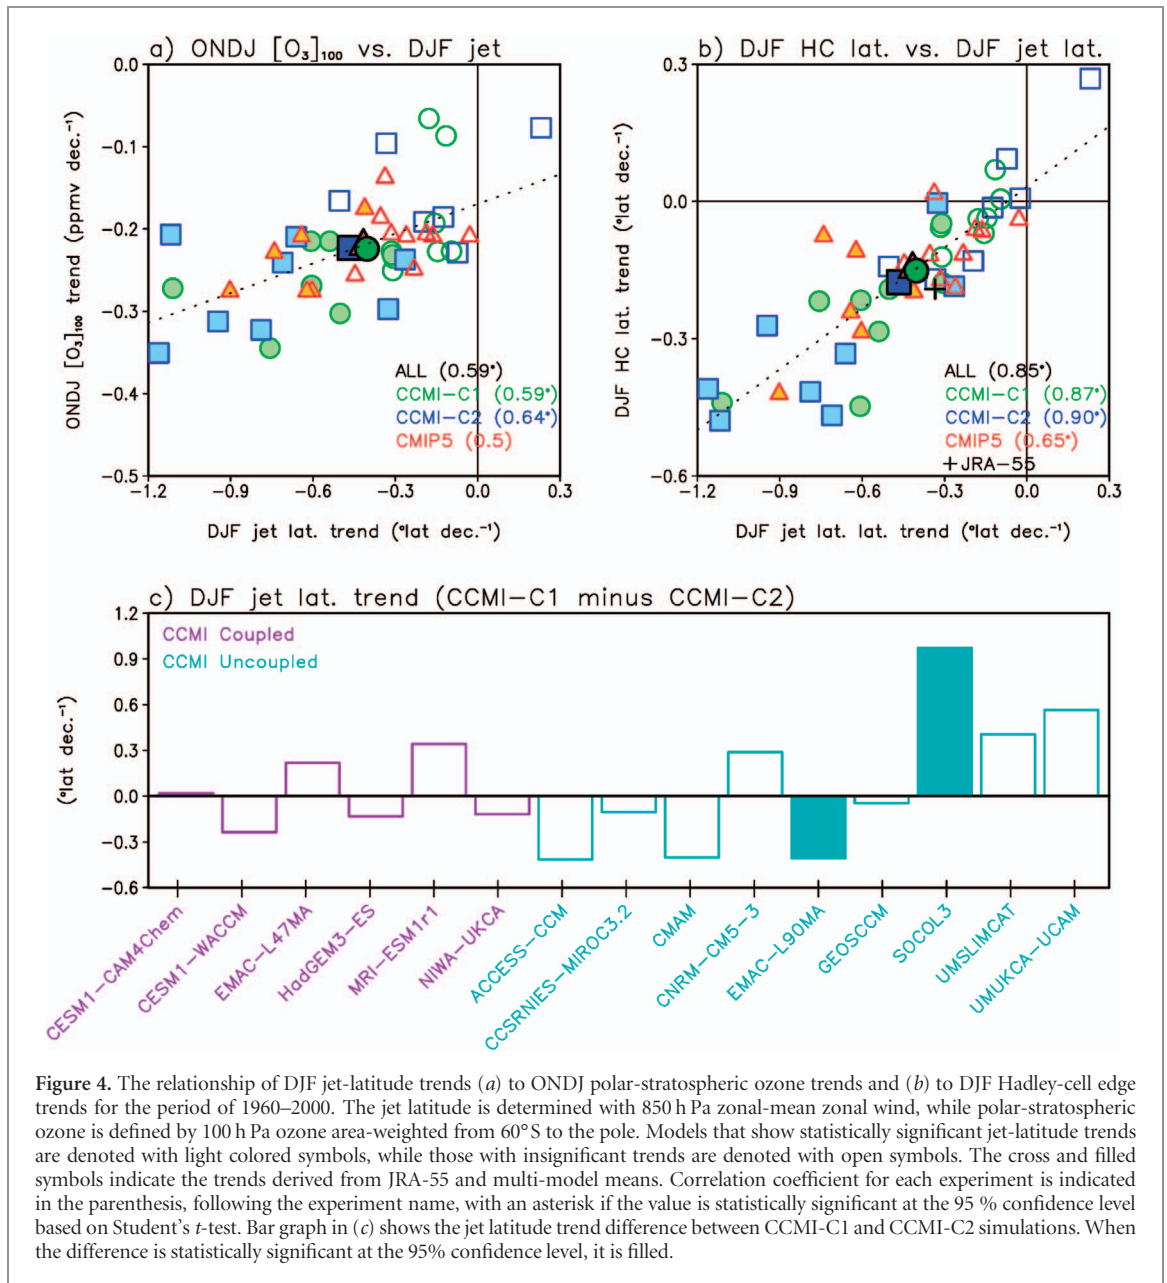 a) ONDJ [O₃]₁₀₀ vs. DJF jet
b) DJF HC lat. vs. DJF jet lat.
0.0
−0.1
−0.2
−0.3
−0.4
−0.5
ONDJ [O₃]₁₀₀ trend (ppmv dec.⁻¹)
ALL (0.59*)
CCMI−C1 (0.59*)
CCMI−C2 (0.64*)
CMIP5 (0.5)
−1.2 −0.9 −0.6 −0.3 0.0 0.3
DJF jet lat. trend (°lat dec.⁻¹)
0.3
0.0
−0.3
−0.6
DJF HC lat. trend (°lat dec⁻¹)
ALL (0.85*)
CCMI−C1 (0.87*)
CCMI−C2 (0.90*)
CMIP5 (0.65*)
+JRA−55
−1.2 −0.9 −0.6 −0.3 0.0 0.3
DJF jet lat. lat. trend (°lat dec.⁻¹)
c) DJF jet lat. trend (CCMI−C1 minus CCMI−C2)
CCMI Coupled
CCMI Uncoupled
1.2
0.9
0.6
0.3
0.0
−0.3
−0.6
(°lat dec.⁻¹)
CESM1−CAM4Chem
CESM1−WACCM
EMAC−L47MA
HadGEM3−ES
MRI−ESM1r1
NIWA−UKCA
ACCESS−CCM
CCSRNIES−MIROC3.2
CMAM
CNRM−CM5−3
EMAC−L90MA
GEOSCCM
SOCOL3
UMSLIMCAT
UMUKCA−UCAM
Figure 4. The relationship of DJF jet-latitude trends (a) to ONDJ polar-stratospheric ozone trends and (b) to DJF Hadley-cell edge
trends for the period of 1960–2000. The jet latitude is determined with 850 h Pa zonal-mean zonal wind, while polar-stratospheric
ozone is defined by 100 h Pa ozone area-weighted from 60° S to the pole. Models that show statistically significant jet-latitude trends
are denoted with light colored symbols, while those with insignificant trends are denoted with open symbols. The cross and filled
symbols indicate the trends derived from JRA-55 and multi-model means. Correlation coefficient for each experiment is indicated
in the parenthesis, following the experiment name, with an asterisk if the value is statistically significant at the 95 % confidence level
based on Student's t-test. Bar graph in (c) shows the jet latitude trend difference between CCMI-C1 and CCMI-C2 simulations. When
the difference is statistically significant at the 95% confidence level, it is filled.